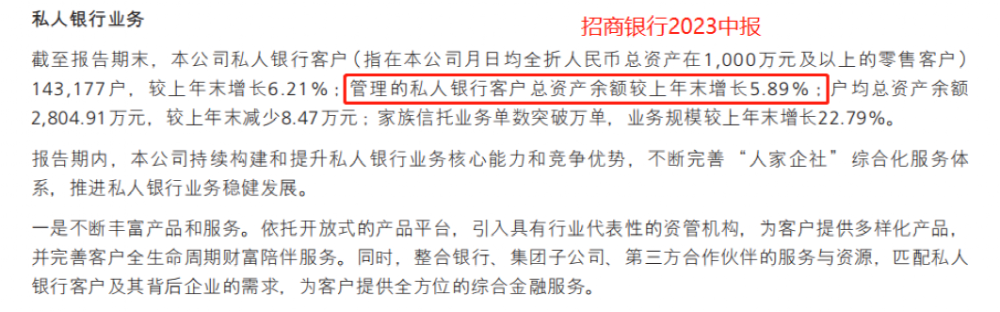 私人银行业务
招商银行2023中报
截至报告期末，本公司私人银行客户（指在本公司月日均全折人民币总资产在1,000万元及以上的零售客户）
143,177户，较上年末增长6.21%；管理的私人银行客户总资产余额较上年末增长5.89%；户均总资产余额
2,804.91万元，较上年末减少8.47万元；家族信托业务单数突破万单，业务规模较上年末增长22.79%。
报告期内，本公司持续构建和提升私人银行业务核心能力和竞争优势，不断完善“人家企社”综合化服务体
系，推进私人银行业务稳健发展。
一是不断丰富产品和服务。依托开放式的产品平台，引入具有行业代表性的资管机构，为客户提供多样化产品，
并完善客户全生命周期财富陪伴服务。同时，整合银行、集团子公司、第三方合作伙伴的服务与资源，匹配私人
银行客户及其背后企业的需求，为客户提供全方位的综合金融服务。